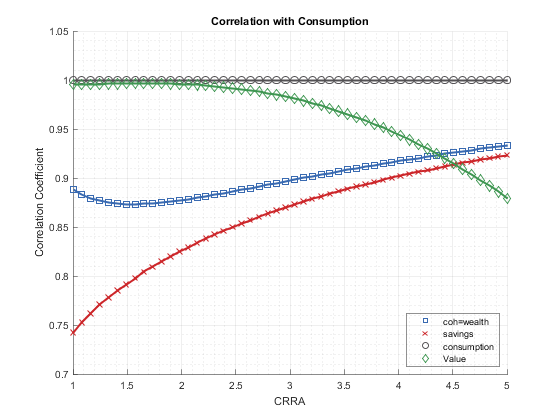 Correlation with Consumption
Correlation Coefficient
1.05
1
0.95
0.9
0.85
0.8
0.75
0.7
1
1.5
2
2.5
3
3.5
4
4.5
5
CRRA
coh=wealth
savings
consumption
Value